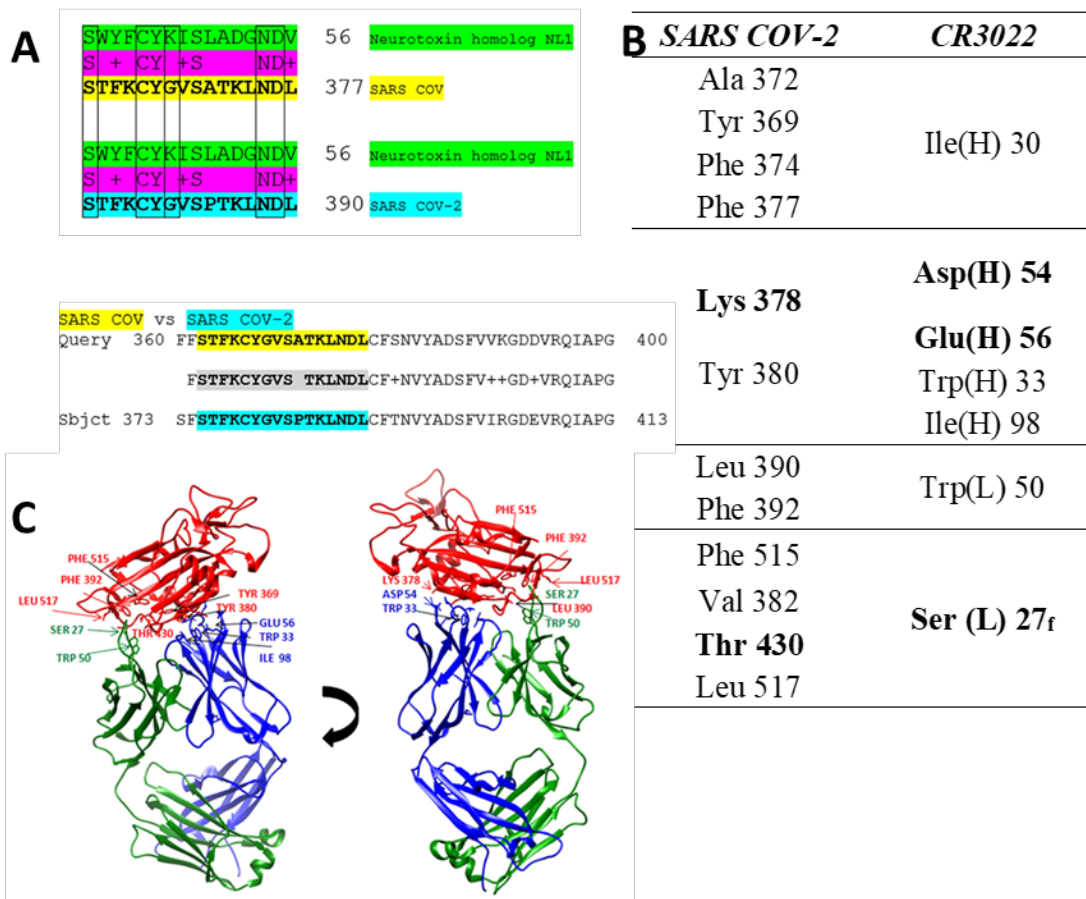 A
SWYFCYKISLADGNDV 56 Neurotoxin homolog NL1
S + CY +S ND+
STFKCYGVSATKLNDL 377 SARS COV
SWYFCYKISLADGNDV 56 Neurotoxin homolog NL1
S + CY +S ND+
STFKCYGVSPTKLNDL 390 SARS COV-2
SARS COV vs SARS COV-2
Query 360 FFSTFKCYGVSATKLNDLCFSNVYADSFVVKGDDVRQIAPG 400
FSTFKCYGVS TKLNDLCF+NVYADSFV++GD+VRQIAPG
Sbjct 373 SFSTFKCYGVSPTKLNDLCFTNVYADSFVIRGDEVRQIAPG 413
B
SARS COV-2 CR3022
Ala 372
Tyr 369
Ile(H) 30
Phe 374
Phe 377
Asp(H) 54
Lys 378
Glu(H) 56
Tyr 380
Trp(H) 33
Ile(H) 98
Leu 390
Trp(L) 50
Phe 392
Phe 515
Val 382
Ser (L) 27f
Thr 430
Leu 517
C
PHE 515
PHE 392
LEU 517
TYR 369
TYR 380
SER 27
THR 430
GLU 56
TRP 33
TRP 50
ILE 98
PHE 515
PHE 392
LYS 378
LEU 517
ASP 54
SER 27
TRP 33
LEU 390
TRP 50